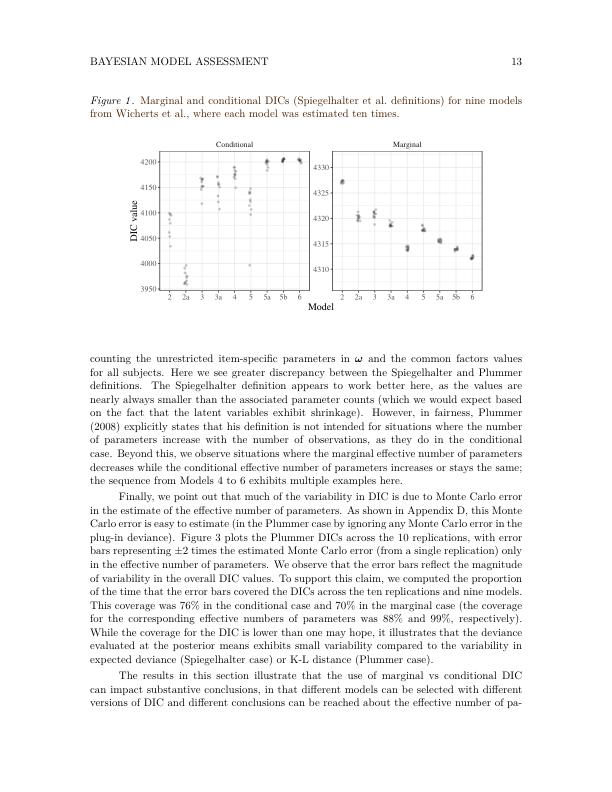 BAYESIAN MODEL ASSESSMENT 13
Figure 1. Marginal and conditional DICs (Spiegelhalter et al. definitions) for nine models
from Wicherts et al., where each model was estimated ten times.
Conditional Marginal
4200
4150
4100
4050
4000
3950
DIC value
4330
4325
4320
4315
4310
2 2a 3 3a 4 5 5a 5b 6 2 2a 3 3a 4 5 5a 5b 6
Model
counting the unrestricted item-specific parameters in ω and the common factors values
for all subjects. Here we see greater discrepancy between the Spiegelhalter and Plummer
definitions. The Spiegelhalter definition appears to work better here, as the values are
nearly always smaller than the associated parameter counts (which we would expect based
on the fact that the latent variables exhibit shrinkage). However, in fairness, Plummer
(2008) explicitly states that his definition is not intended for situations where the number
of parameters increase with the number of observations, as they do in the conditional
case. Beyond this, we observe situations where the marginal effective number of parameters
decreases while the conditional effective number of parameters increases or stays the same;
the sequence from Models 4 to 6 exhibits multiple examples here.
Finally, we point out that much of the variability in DIC is due to Monte Carlo error
in the estimate of the effective number of parameters. As shown in Appendix D, this Monte
Carlo error is easy to estimate (in the Plummer case by ignoring any Monte Carlo error in the
plug-in deviance). Figure 3 plots the Plummer DICs across the 10 replications, with error
bars representing ±2 times the estimated Monte Carlo error (from a single replication) only
in the effective number of parameters. We observe that the error bars reflect the magnitude
of variability in the overall DIC values. To support this claim, we computed the proportion
of the time that the error bars covered the DICs across the ten replications and nine models.
This coverage was 76% in the conditional case and 70% in the marginal case (the coverage
for the corresponding effective numbers of parameters was 88% and 99%, respectively).
While the coverage for the DIC is lower than one may hope, it illustrates that the deviance
evaluated at the posterior means exhibits small variability compared to the variability in
expected deviance (Spiegelhalter case) or K-L distance (Plummer case).
The results in this section illustrate that the use of marginal vs conditional DIC
can impact substantive conclusions, in that different models can be selected with different
versions of DIC and different conclusions can be reached about the effective number of pa-